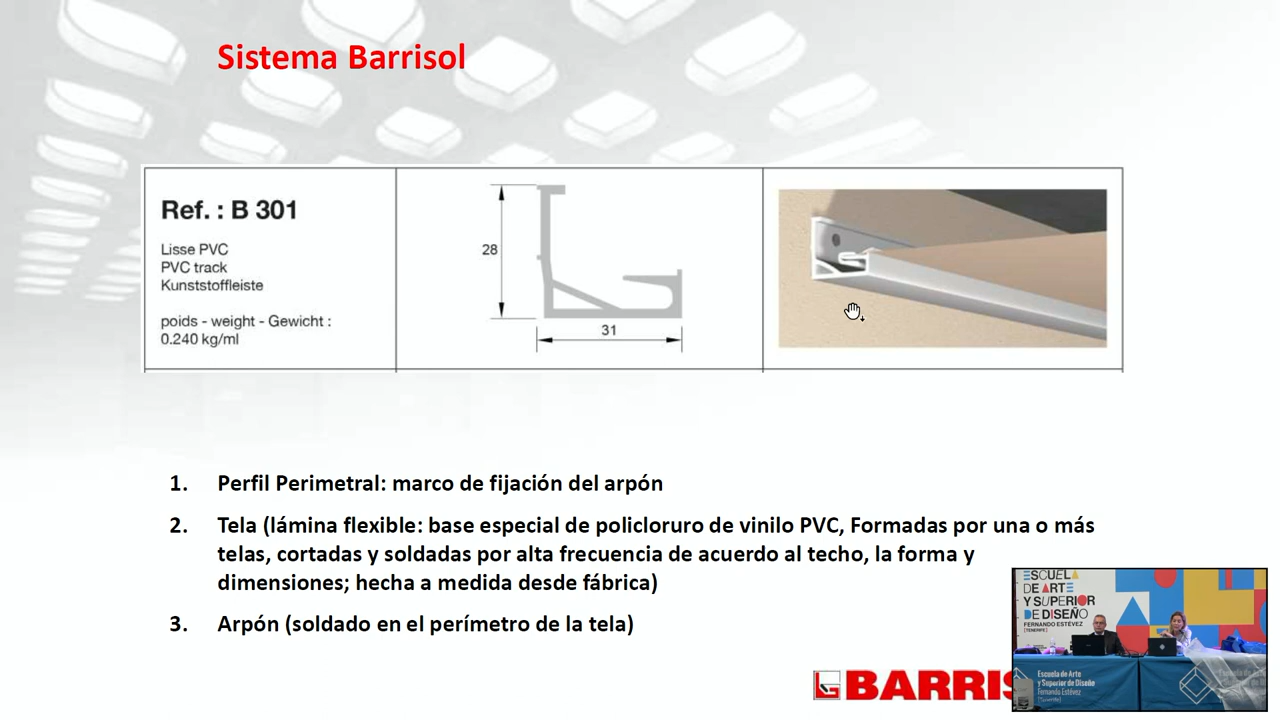 Sistema Barrisol
Ref. : B 301
Lisse PVC
PVC track
Kunststoffleiste
poids - weight - Gewicht :
0.240 kg/ml
28
31
1. Perfil Perimetral: marco de fijación del arpón
2. Tela (lámina flexible: base especial de policloruro de vinilo PVC, Formadas por una o más
telas, cortadas y soldadas por alta frecuencia de acuerdo al techo, la forma y
dimensiones; hecha a medida desde fábrica)
3. Arpón (soldado en el perímetro de la tela)
BARRIS
ESCUELA
DE ARTE
Y SUPERIOR
DE DISEÑO
FERNANDO ESTÉVEZ
[TENERIFE]
Escuela de Arte
y Superior de Diseño
Fernando Estévez
[Tenerife]